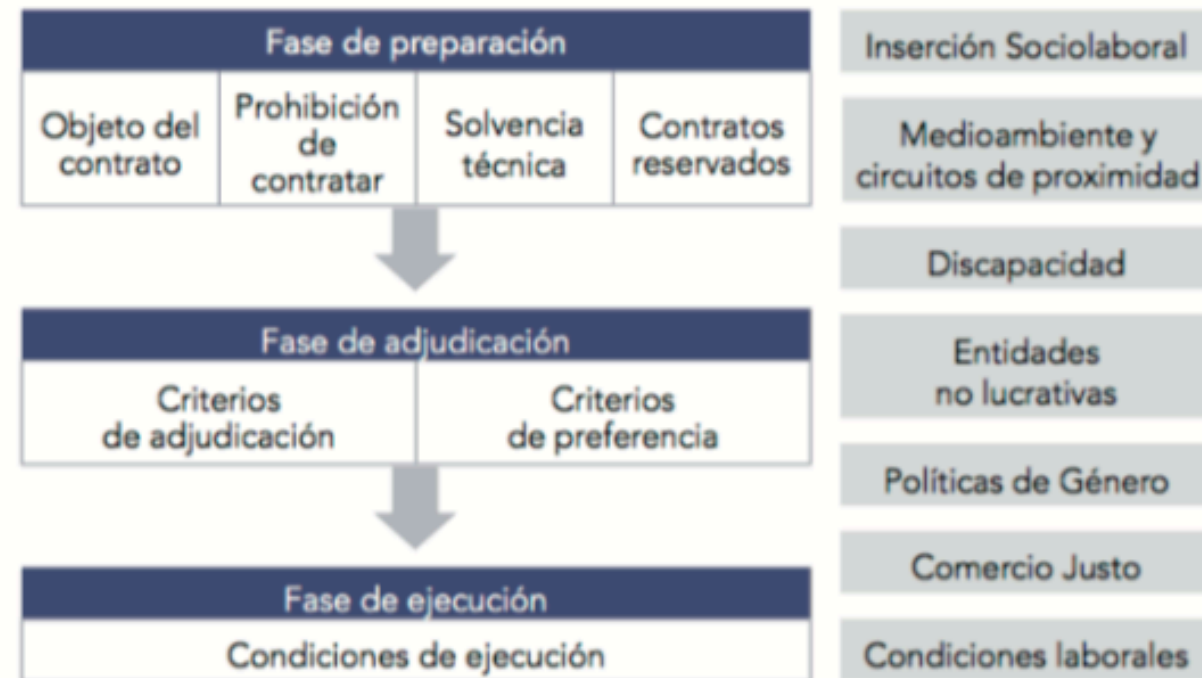 Fase de preparación
Objeto del
contrato
Prohibición
de
contratar
Solvencia
técnica
Contratos
reservados
Fase de adjudicación
Criterios
de adjudicación
Criterios
de preferencia
Fase de ejecución
Condiciones de ejecución
Inserción Sociolaboral
Medioambiente y
circuitos de proximidad
Discapacidad
Entidades
no lucrativas
Políticas de Género
Comercio Justo
Condiciones laborales